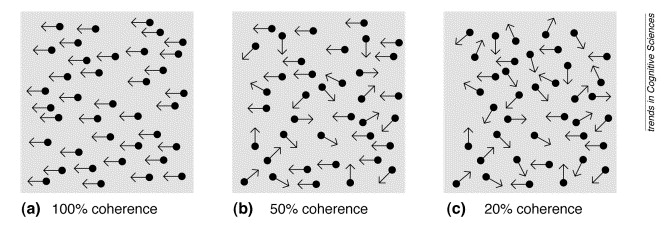 trends in Cognitive Sciences
(a) 100% coherence
(b) 50% coherence
(c) 20% coherence